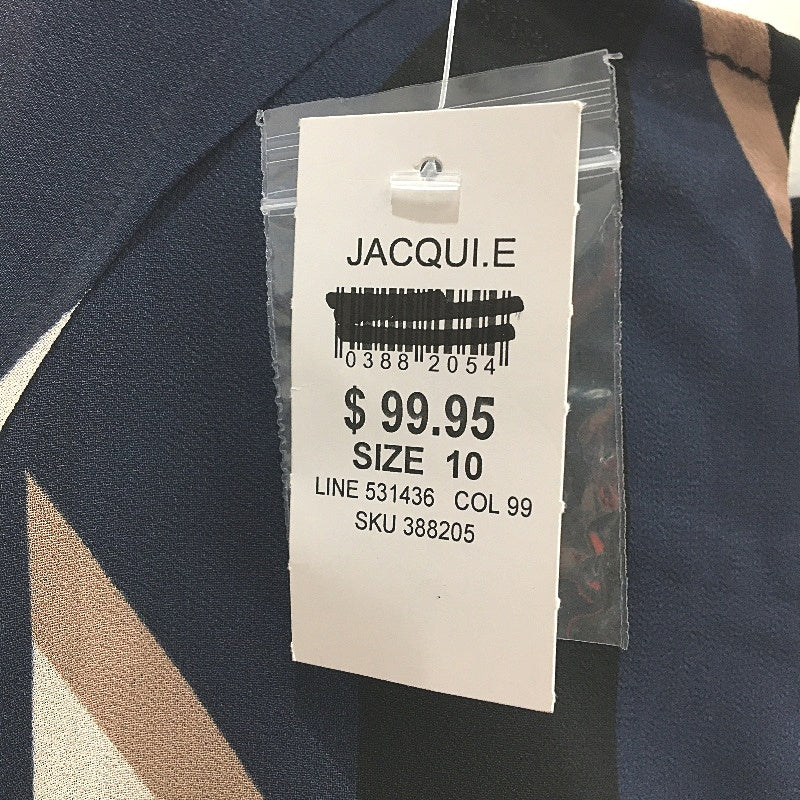 JACQUI.E
0388 2054
$ 99.95
SIZE 10
LINE 531436 COL 99
SKU 388205